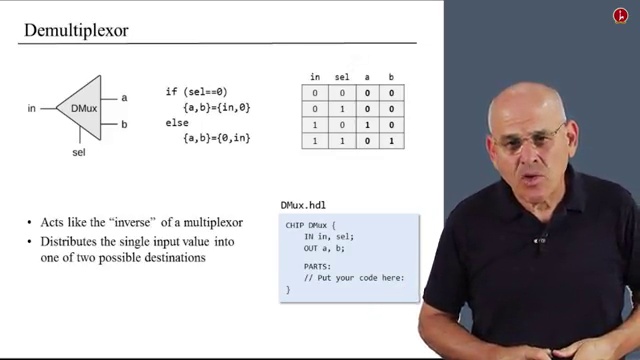 Demultiplexor
in
DMux
a
b
sel
if (sel==0)
{a,b}={in,0}
else
{a,b}={0,in}
in sel a b
0 0 0 0
0 1 0 0
1 0 1 0
1 1 0 1
• Acts like the “inverse” of a multiplexor
• Distributes the single input value into
one of two possible destinations
DMux.hdl
CHIP DMux {
IN in, sel;
OUT a, b;
PARTS:
// Put your code here:
}